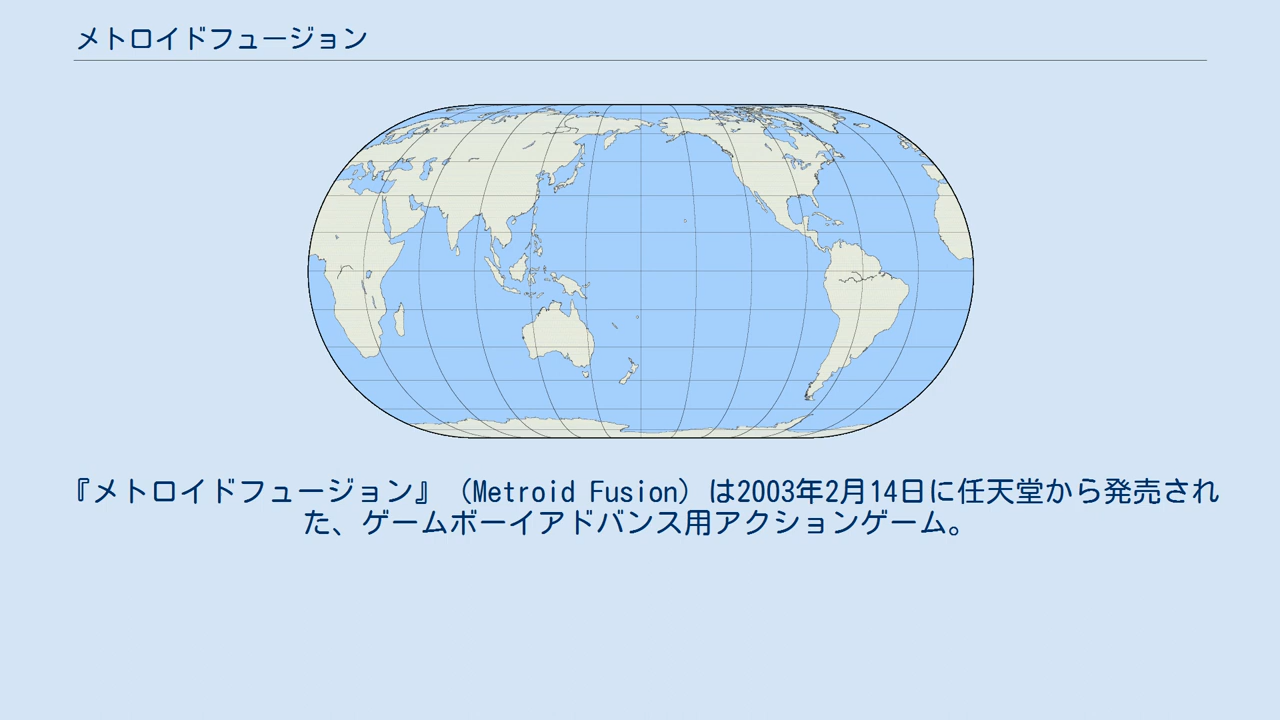 メトロイドフュージョン
『メトロイドフュージョン』（Metroid Fusion）は2003年2月14日に任天堂から発売され
た、ゲームボーイアドバンス用アクションゲーム。